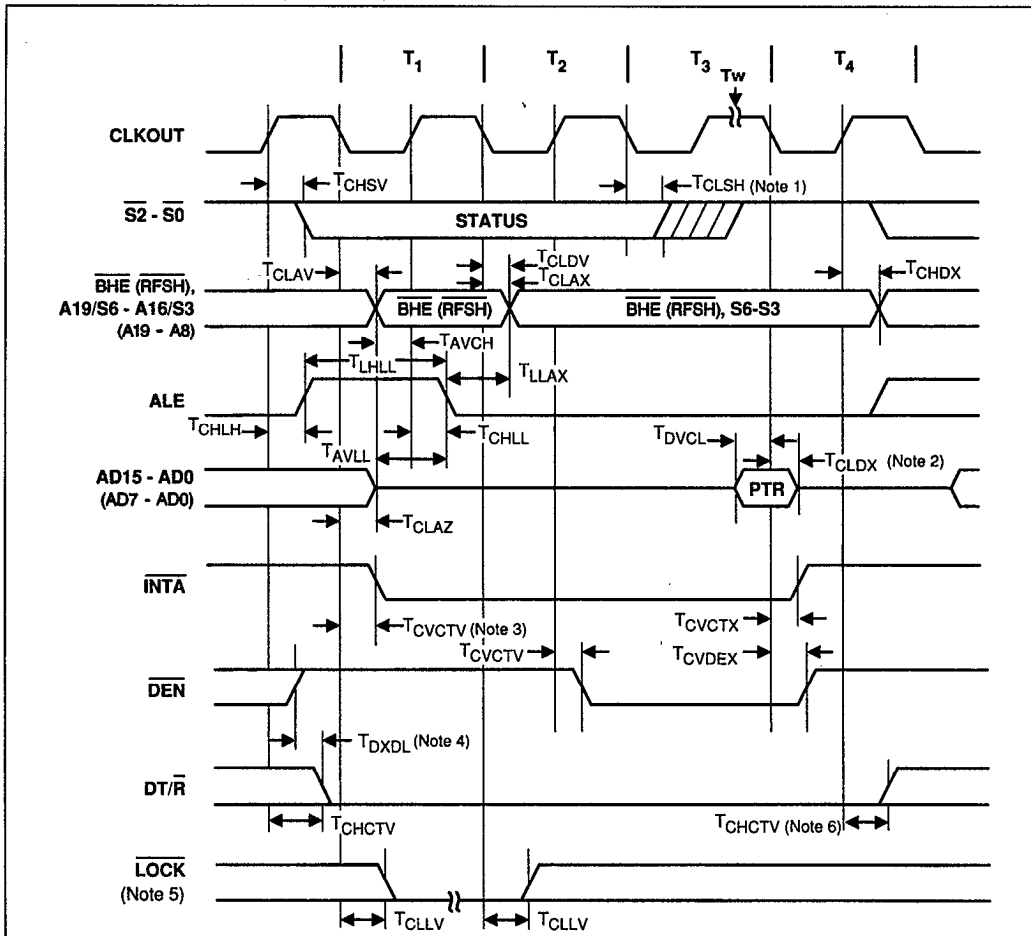 T1 T2 T3 T4
TW
CLKOUT
TCHSV TCLSH (Note 1)
S2 - S0 STATUS
TCLAV TCLDV TCHDX
TCLAX
BHE (RFSH),
A19/S6 - A16/S3
(A19 - A8)
BHE (RFSH) BHE (RFSH), S6-S3
TAVCH
TLHLL TLLAX
ALE
TCHLH TCHLL TDVCL
TAVLL TCLDX (Note 2)
AD15 - AD0
(AD7 - AD0)
PTR
TCLAZ
INTA
TCVCTV (Note 3) TCVCTX
TCVCTV TCVDEX
DEN
TDXDL (Note 4)
DT/R
TCHCTV TCHCTV (Note 6)
LOCK
(Note 5)
TCLLV TCLLV